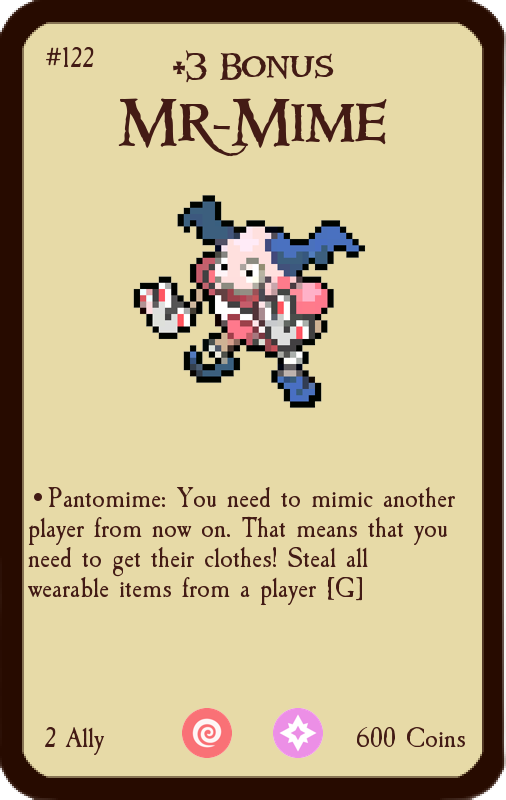 #122
+3 Bonus
Mr-Mime
•Pantomime: You need to mimic another
player from now on. That means that you
need to get their clothes! Steal all
wearable items from a player [G]
2 Ally
600 Coins